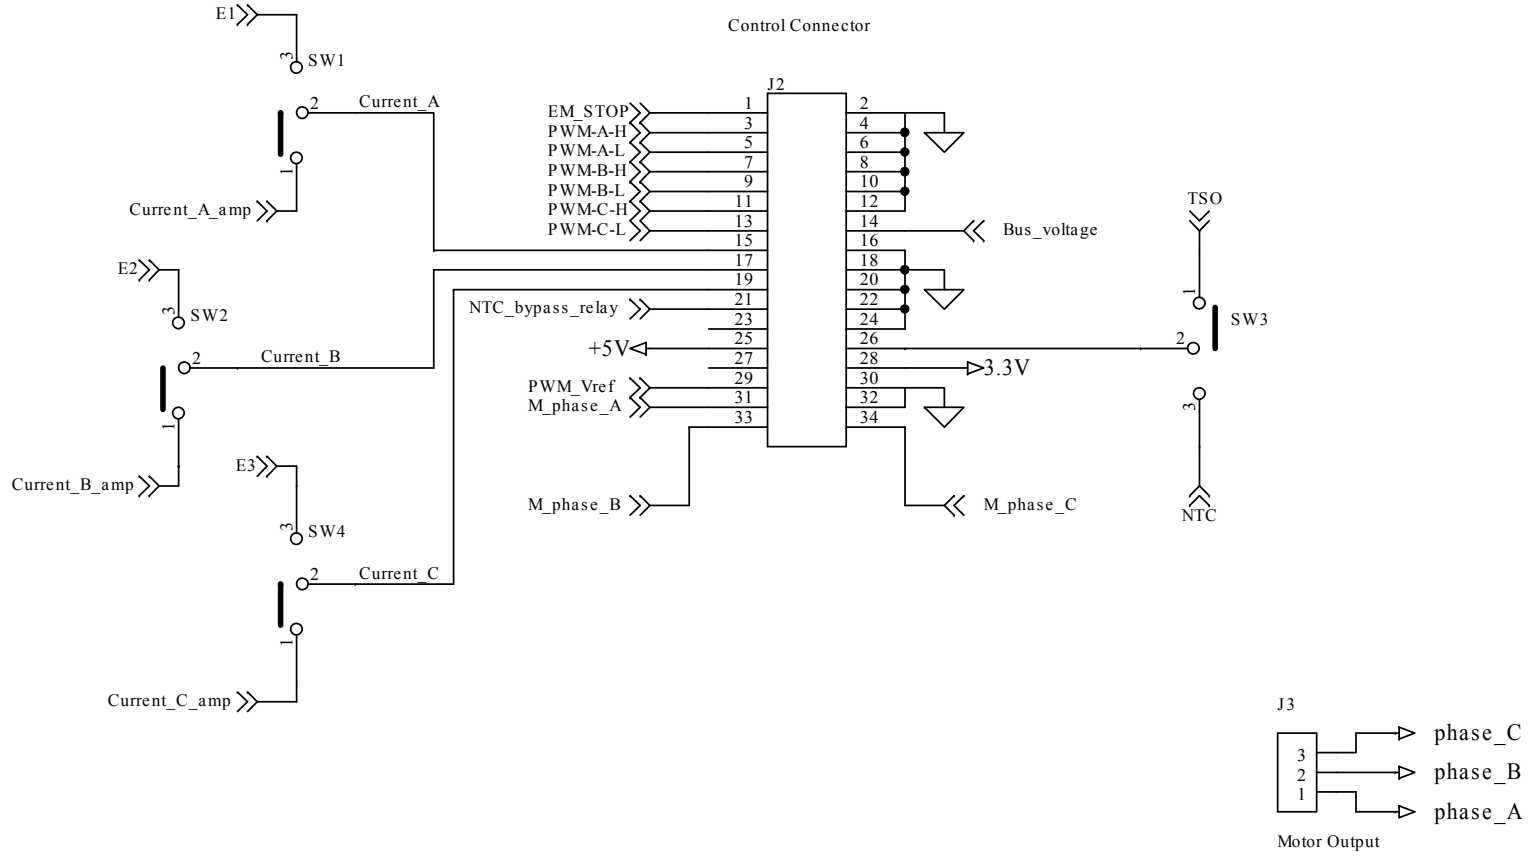 E1
Control Connector
3 SW1
J2
2 Current_A
EM_STOP 1 2
PWM-A-H 3 4
PWM-A-L 5 6
PWM-B-H 7 8
PWM-B-L 9 10
PWM-C-H 11 12
PWM-C-L 13 14 Bus_voltage
15 16
17 18
19 20
NTC_bypass_relay 21 22
23 24
+5V 25 26
27 28 3.3V
PWM_Vref 29 30
M_phase_A 31 32
33 34
M_phase_B
M_phase_C
1
Current_A_amp
E2
3 SW2
2 Current_B
1
Current_B_amp
E3
3 SW4
2 Current_C
1
Current_C_amp
TSO
1
SW3
2
3
NTC
J3
3 phase_C
2 phase_B
1 phase_A
Motor Output